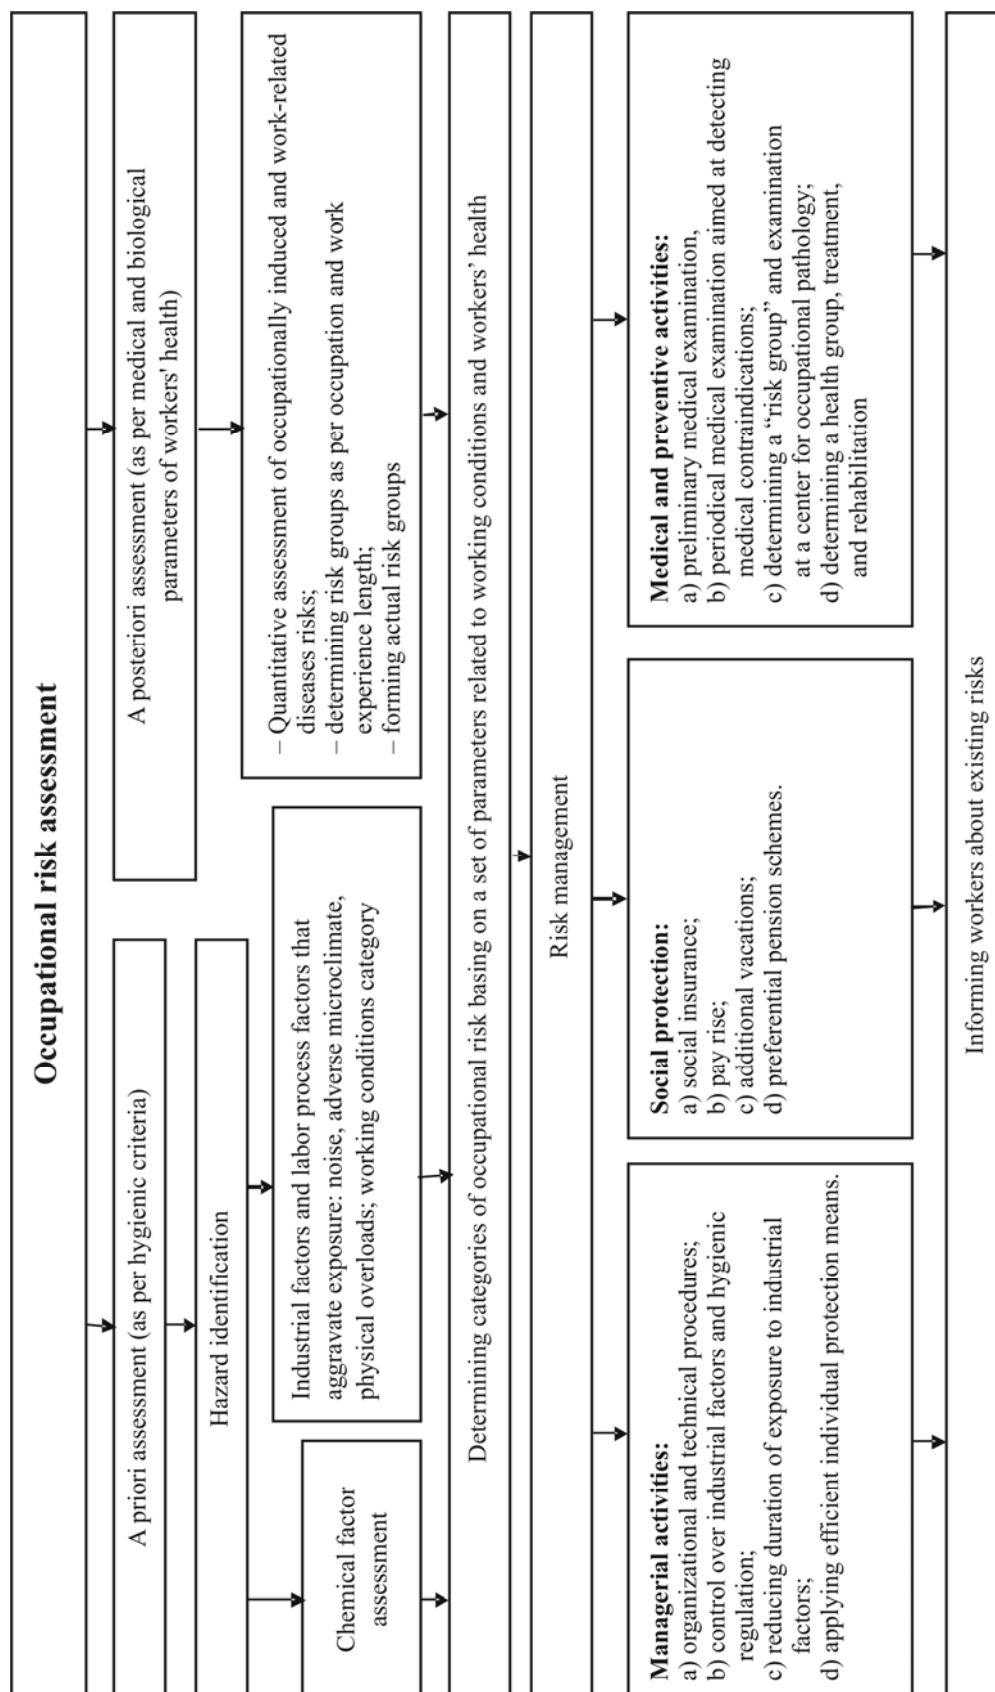 Occupational risk assessment
A priori assessment (as per hygienic criteria)
A posteriori assessment (as per medical and biological
parameters of workers' health)
Hazard identification
Chemical factor
assessment
Industrial factors and labor process factors that
aggravate exposure: noise, adverse microclimate,
physical overloads; working conditions category
– Quantitative assessment of occupationally induced and work-related
diseases risks;
– determining risk groups as per occupation and work
experience length;
– forming actual risk groups
Determining categories of occupational risk basing on a set of parameters related to working conditions and workers’ health
Risk management
Managerial activities:
a) organizational and technical procedures;
b) control over industrial factors and hygienic
regulation;
c) reducing duration of exposure to industrial
factors;
d) applying efficient individual protection means.
Social protection:
a) social insurance;
b) pay rise;
c) additional vacations;
d) preferential pension schemes.
Medical and preventive activities:
a) preliminary medical examination,
b) periodical medical examination aimed at detecting
medical contraindications;
c) determining a “risk group” and examination
at a center for occupational pathology;
d) determining a health group, treatment,
and rehabilitation
Informing workers about existing risks